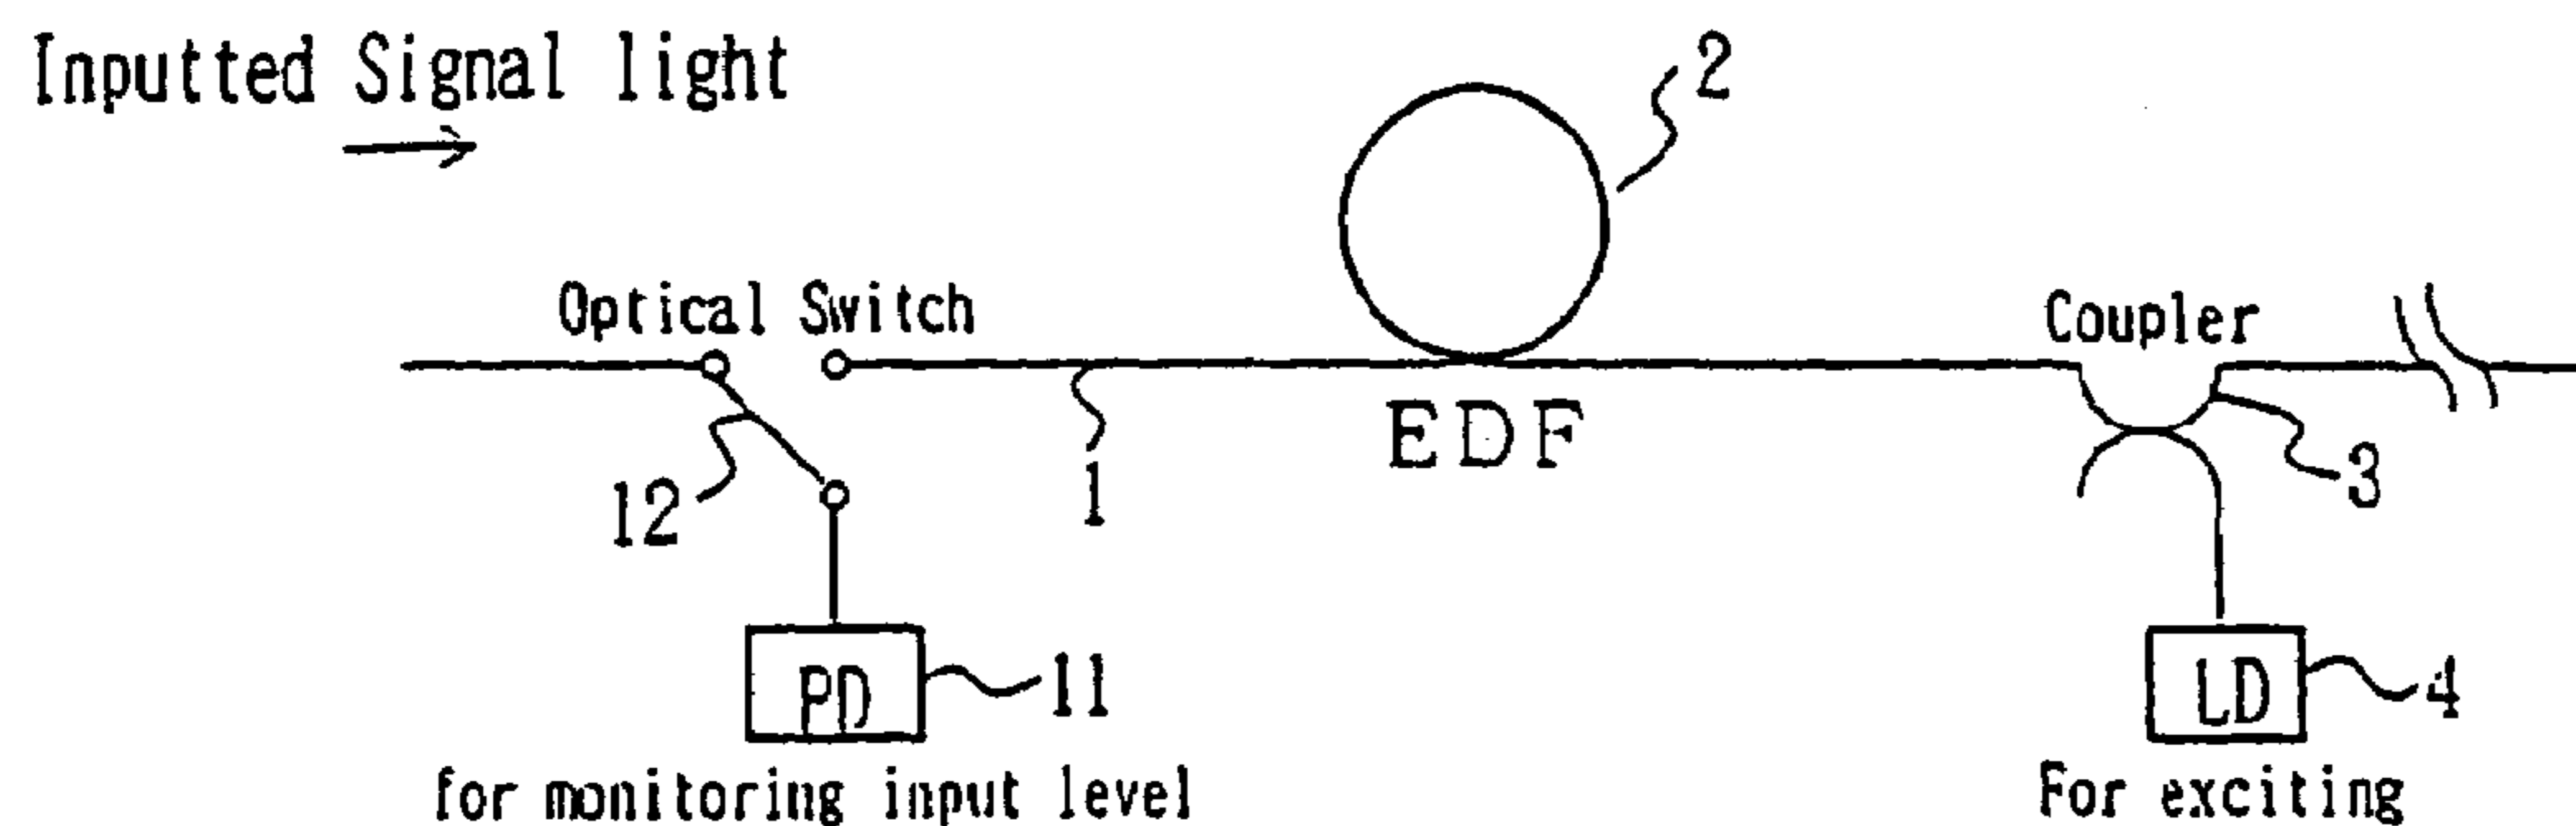 Inputted Signal light
2
Optical Switch
Coupler
EDF
12
1
3
PD
11
LD
4
for monitoring input level
For exciting